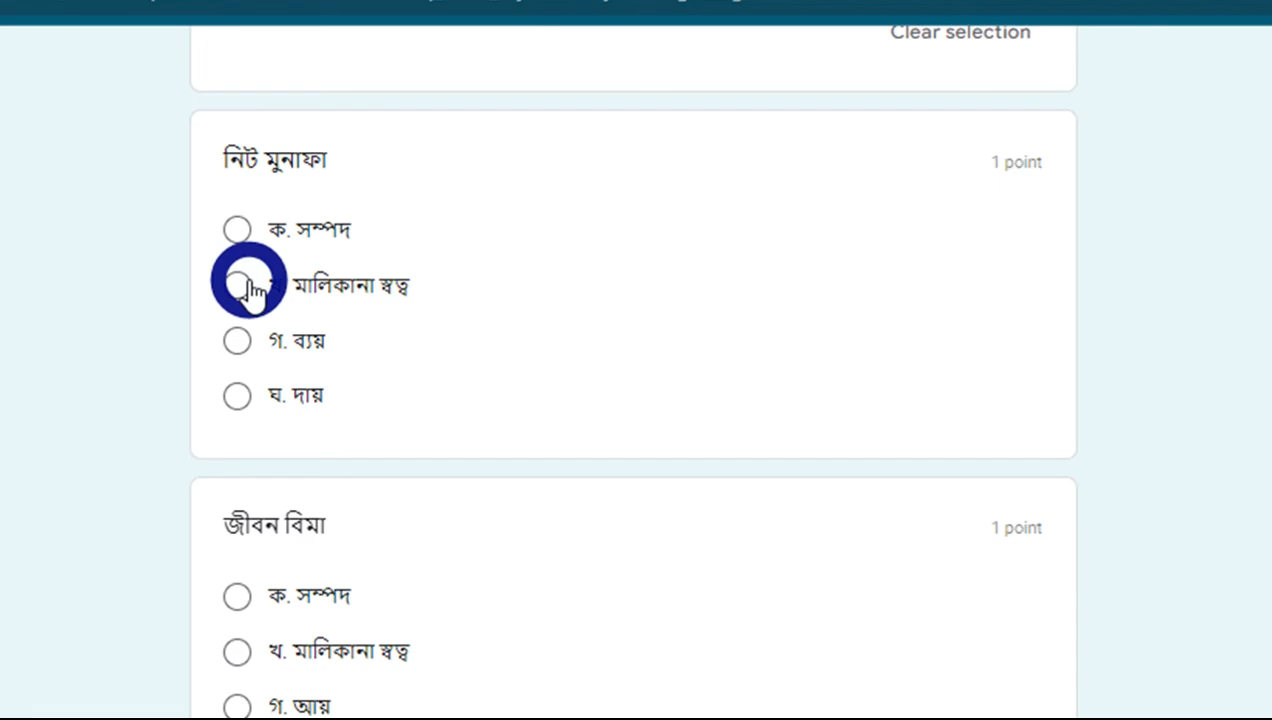 Clear selection
নিট মুনাফা
1 point
ক. সম্পদ
মালিকানা স্বত্ব
গ. ব্যয়
ঘ. দায়
জীবন বিমা
1 point
ক. সম্পদ
খ. মালিকানা স্বত্ব
গ. আয়